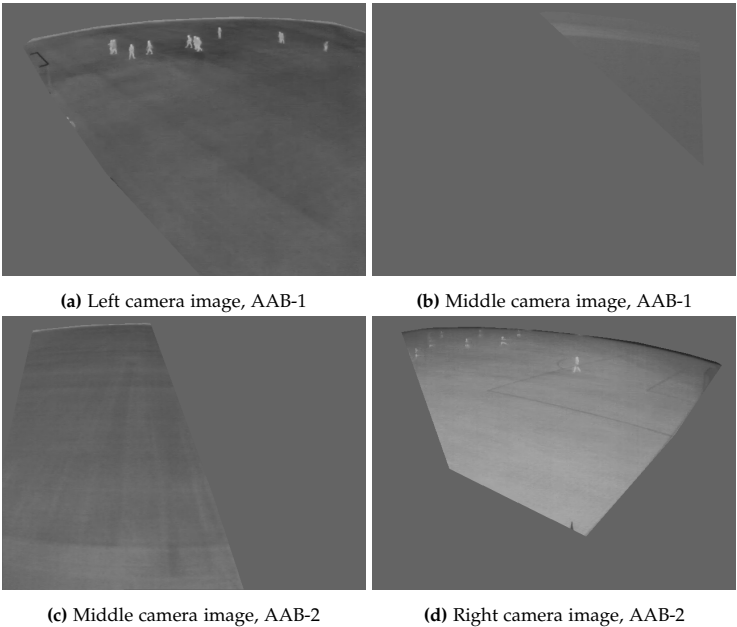 (a) Left camera image, AAB-1
(b) Middle camera image, AAB-1
(c) Middle camera image, AAB-2
(d) Right camera image, AAB-2